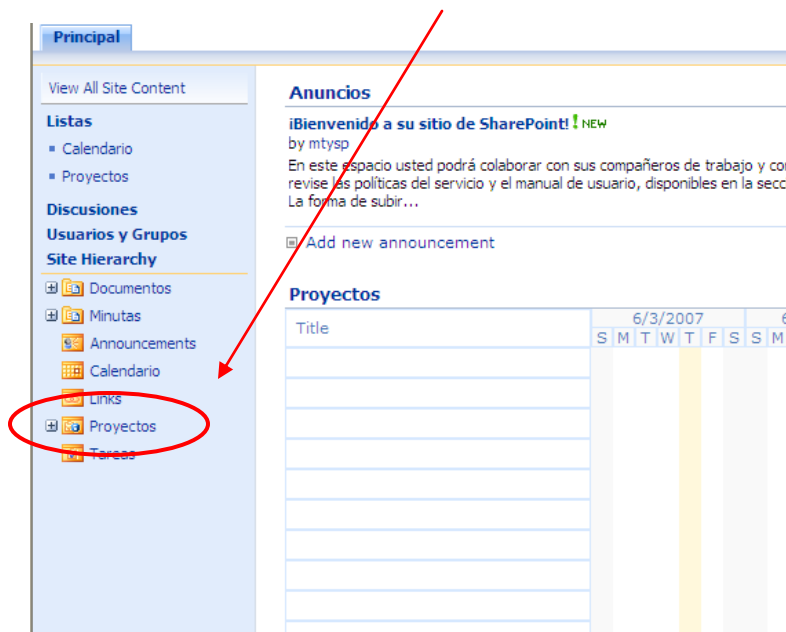 Principal
View All Site Content
Listas
Calendario
Proyectos
Discusiones
Usuarios y Grupos
Site Hierarchy
Documentos
Minutas
Announcements
Calendario
Links
Proyectos
Tareas
Anuncios
¡Bienvenido a su sitio de SharePoint! ! NEW
by mtysp
En este espacio usted podrá colaborar con sus compañeros de trabajo y
revise las políticas del servicio y el manual de usuario, disponibles en la
La forma de subir...
Add new announcement
Proyectos
Title
6/3/2007
S M T W T F S S M